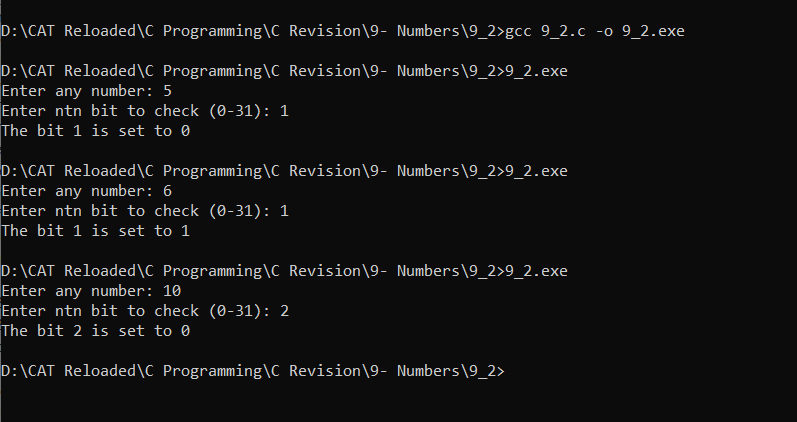 D:\CAT Reloaded\C Programming\C Revision\9- Numbers\9_2>gcc 9_2.c -o 9_2.exe
D:\CAT Reloaded\C Programming\C Revision\9- Numbers\9_2>9_2.exe
Enter any number: 5
Enter ntn bit to check (0-31): 1
The bit 1 is set to 0
D:\CAT Reloaded\C Programming\C Revision\9- Numbers\9_2>9_2.exe
Enter any number: 6
Enter ntn bit to check (0-31): 1
The bit 1 is set to 1
D:\CAT Reloaded\C Programming\C Revision\9- Numbers\9_2>9_2.exe
Enter any number: 10
Enter ntn bit to check (0-31): 2
The bit 2 is set to 0
D:\CAT Reloaded\C Programming\C Revision\9- Numbers\9_2>